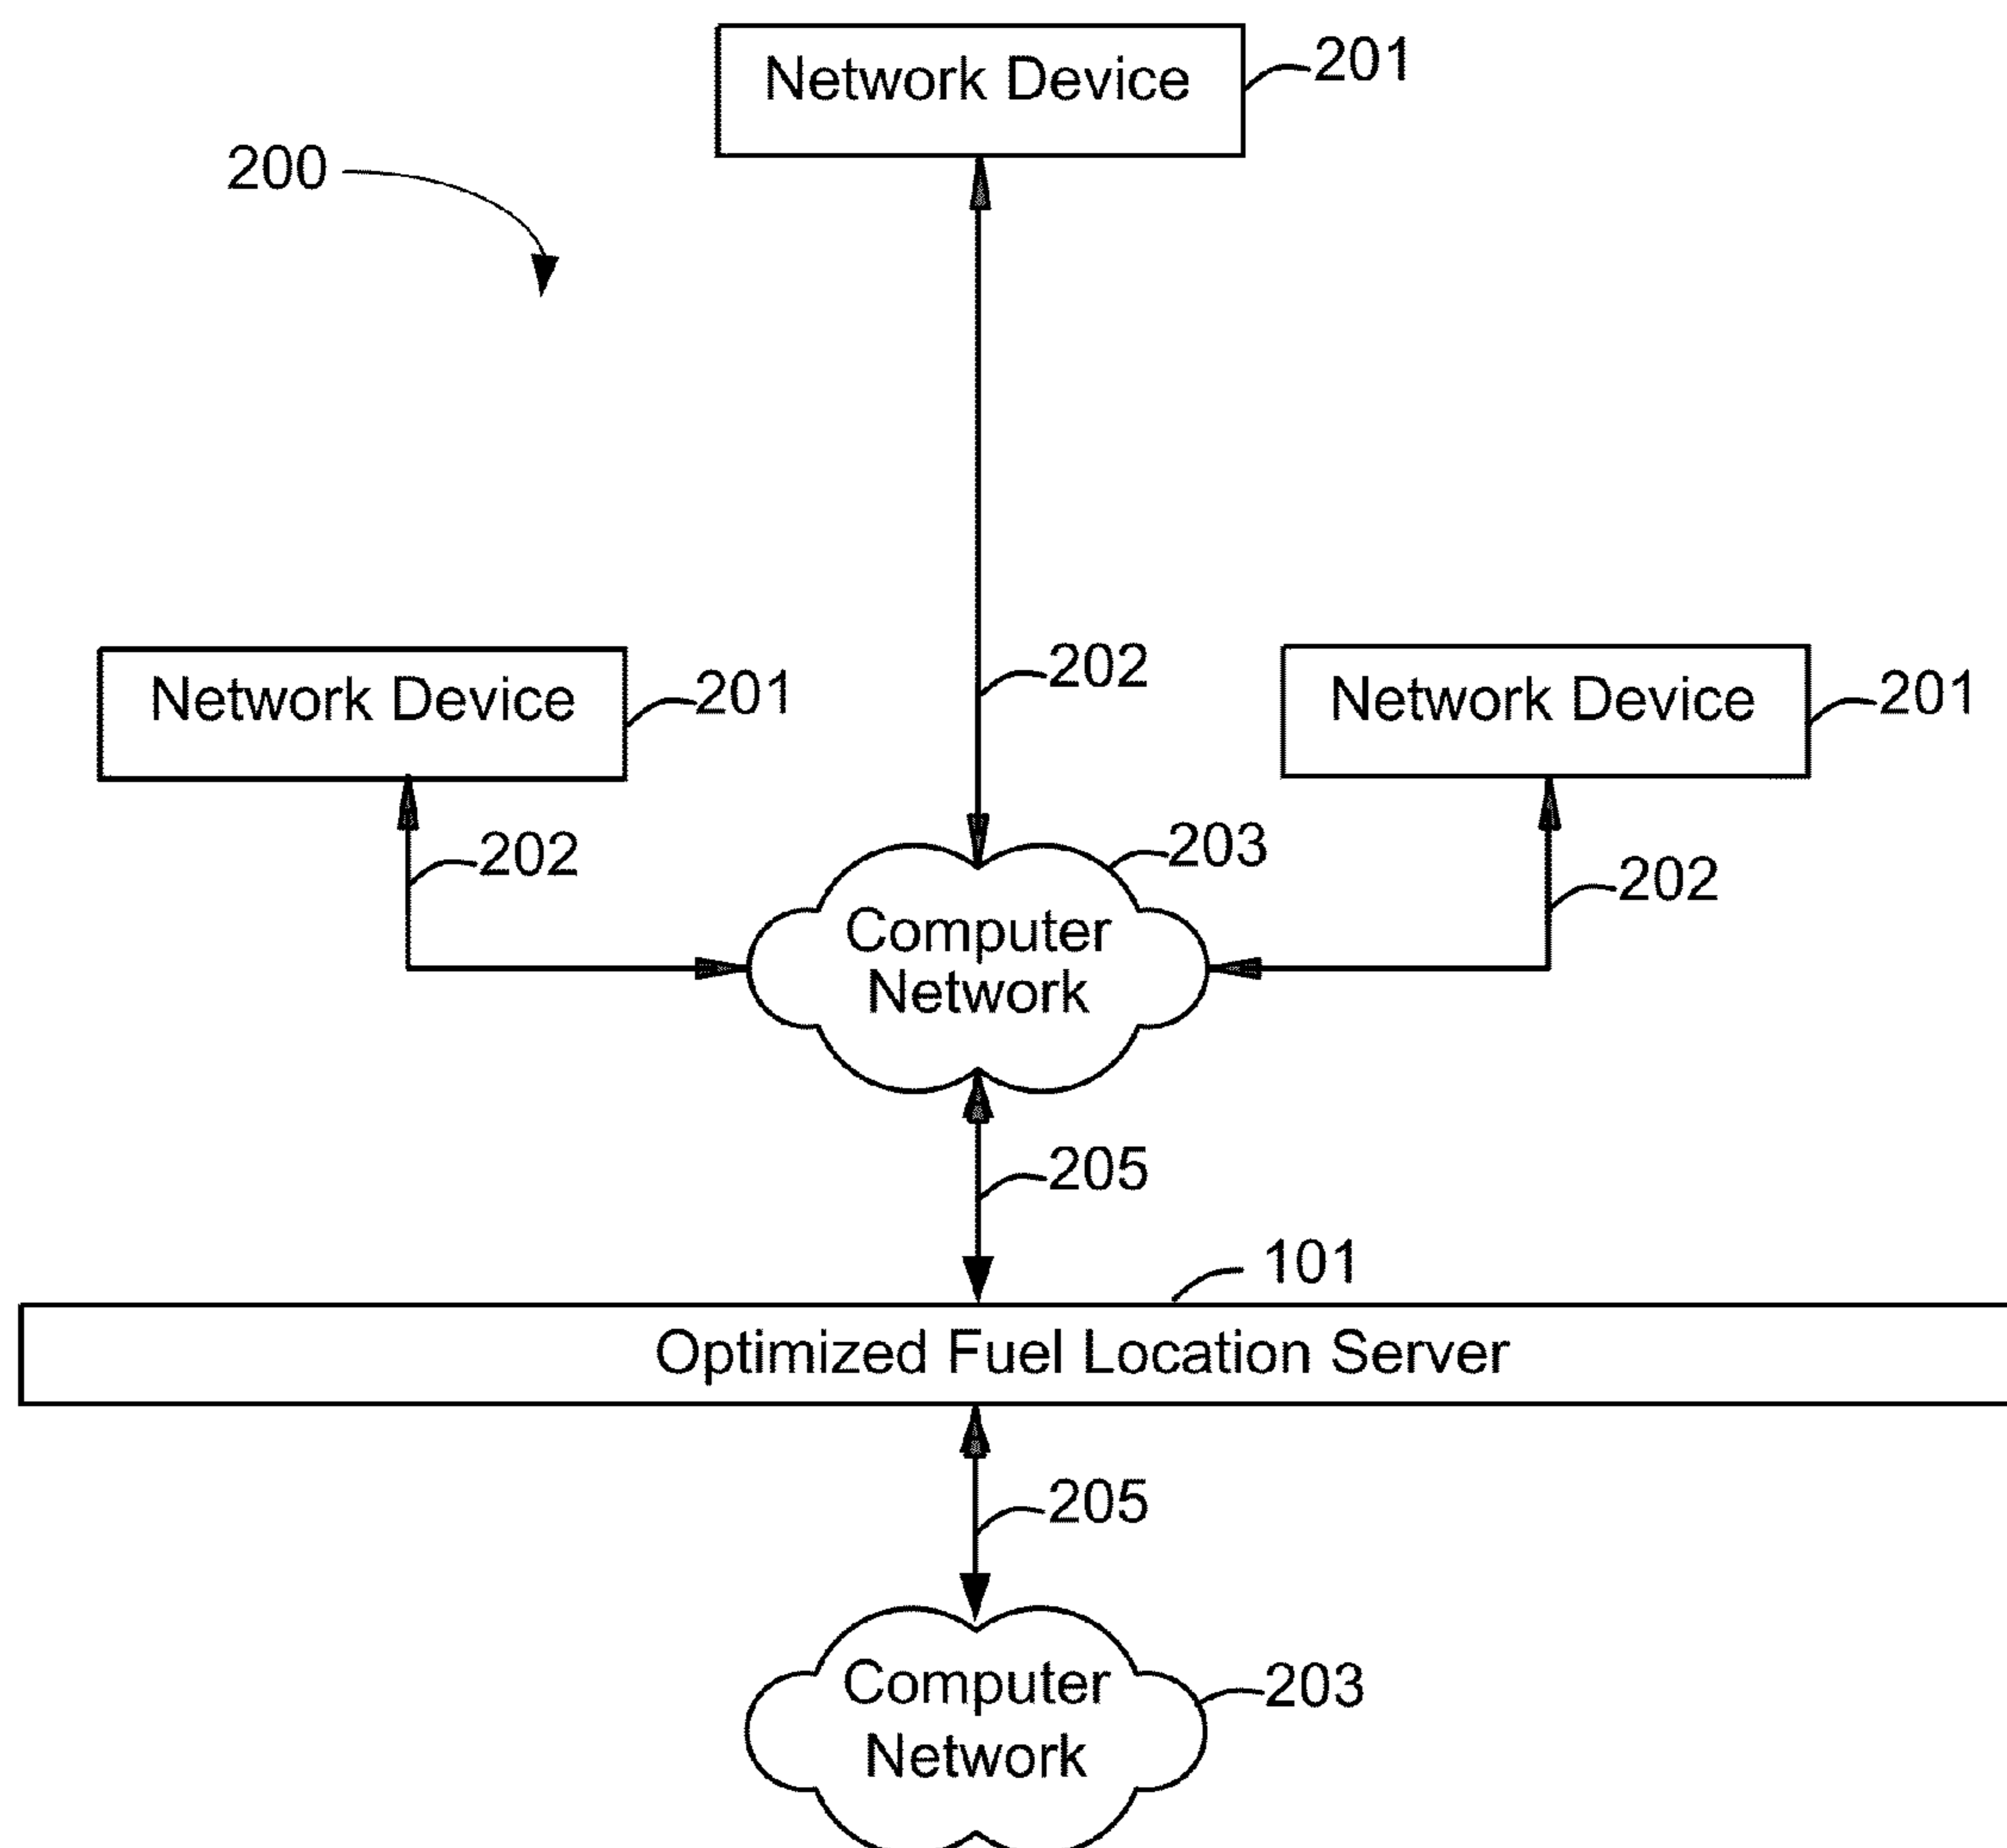 Network Device
201
200
202
Network Device
201
Network Device
201
202
203
202
Computer
Network
205
101
Optimized Fuel Location Server
205
Computer
Network
203